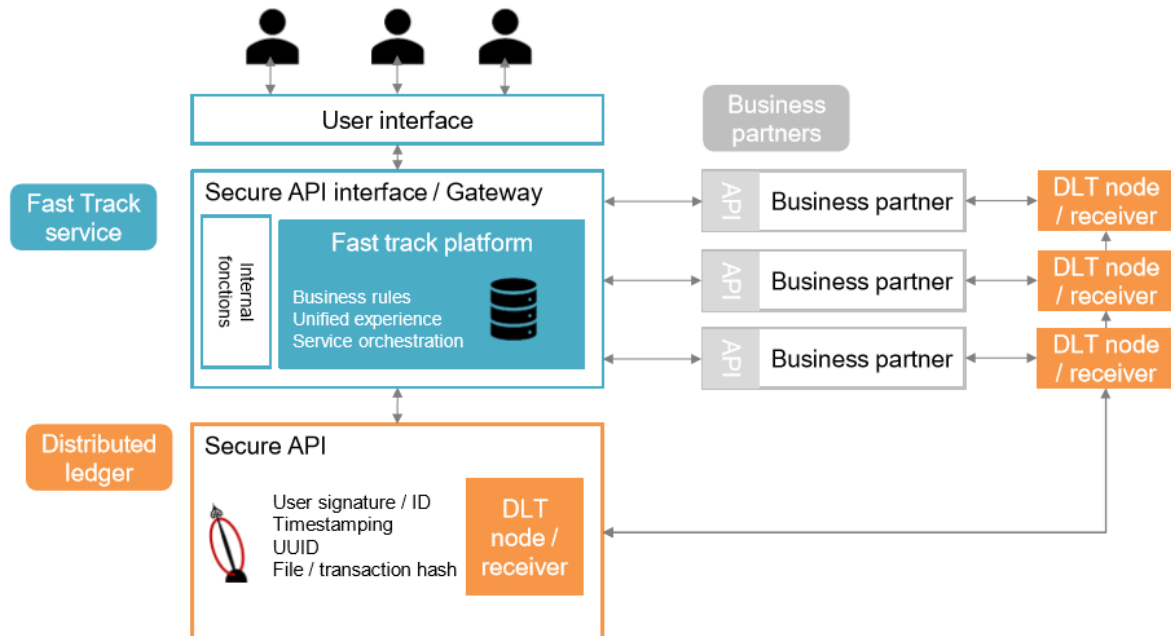 User interface
Business
partners
Fast Track
service
Secure API interface / Gateway
Internal
fonctions
Fast track platform
Business rules
Unified experience
Service orchestration
API
Business partner
DLT node
/ receiver
API
Business partner
DLT node
/ receiver
API
Business partner
DLT node
/ receiver
Distributed
ledger
Secure API
User signature / ID
Timestamping
UUID
File / transaction hash
DLT
node /
receiver